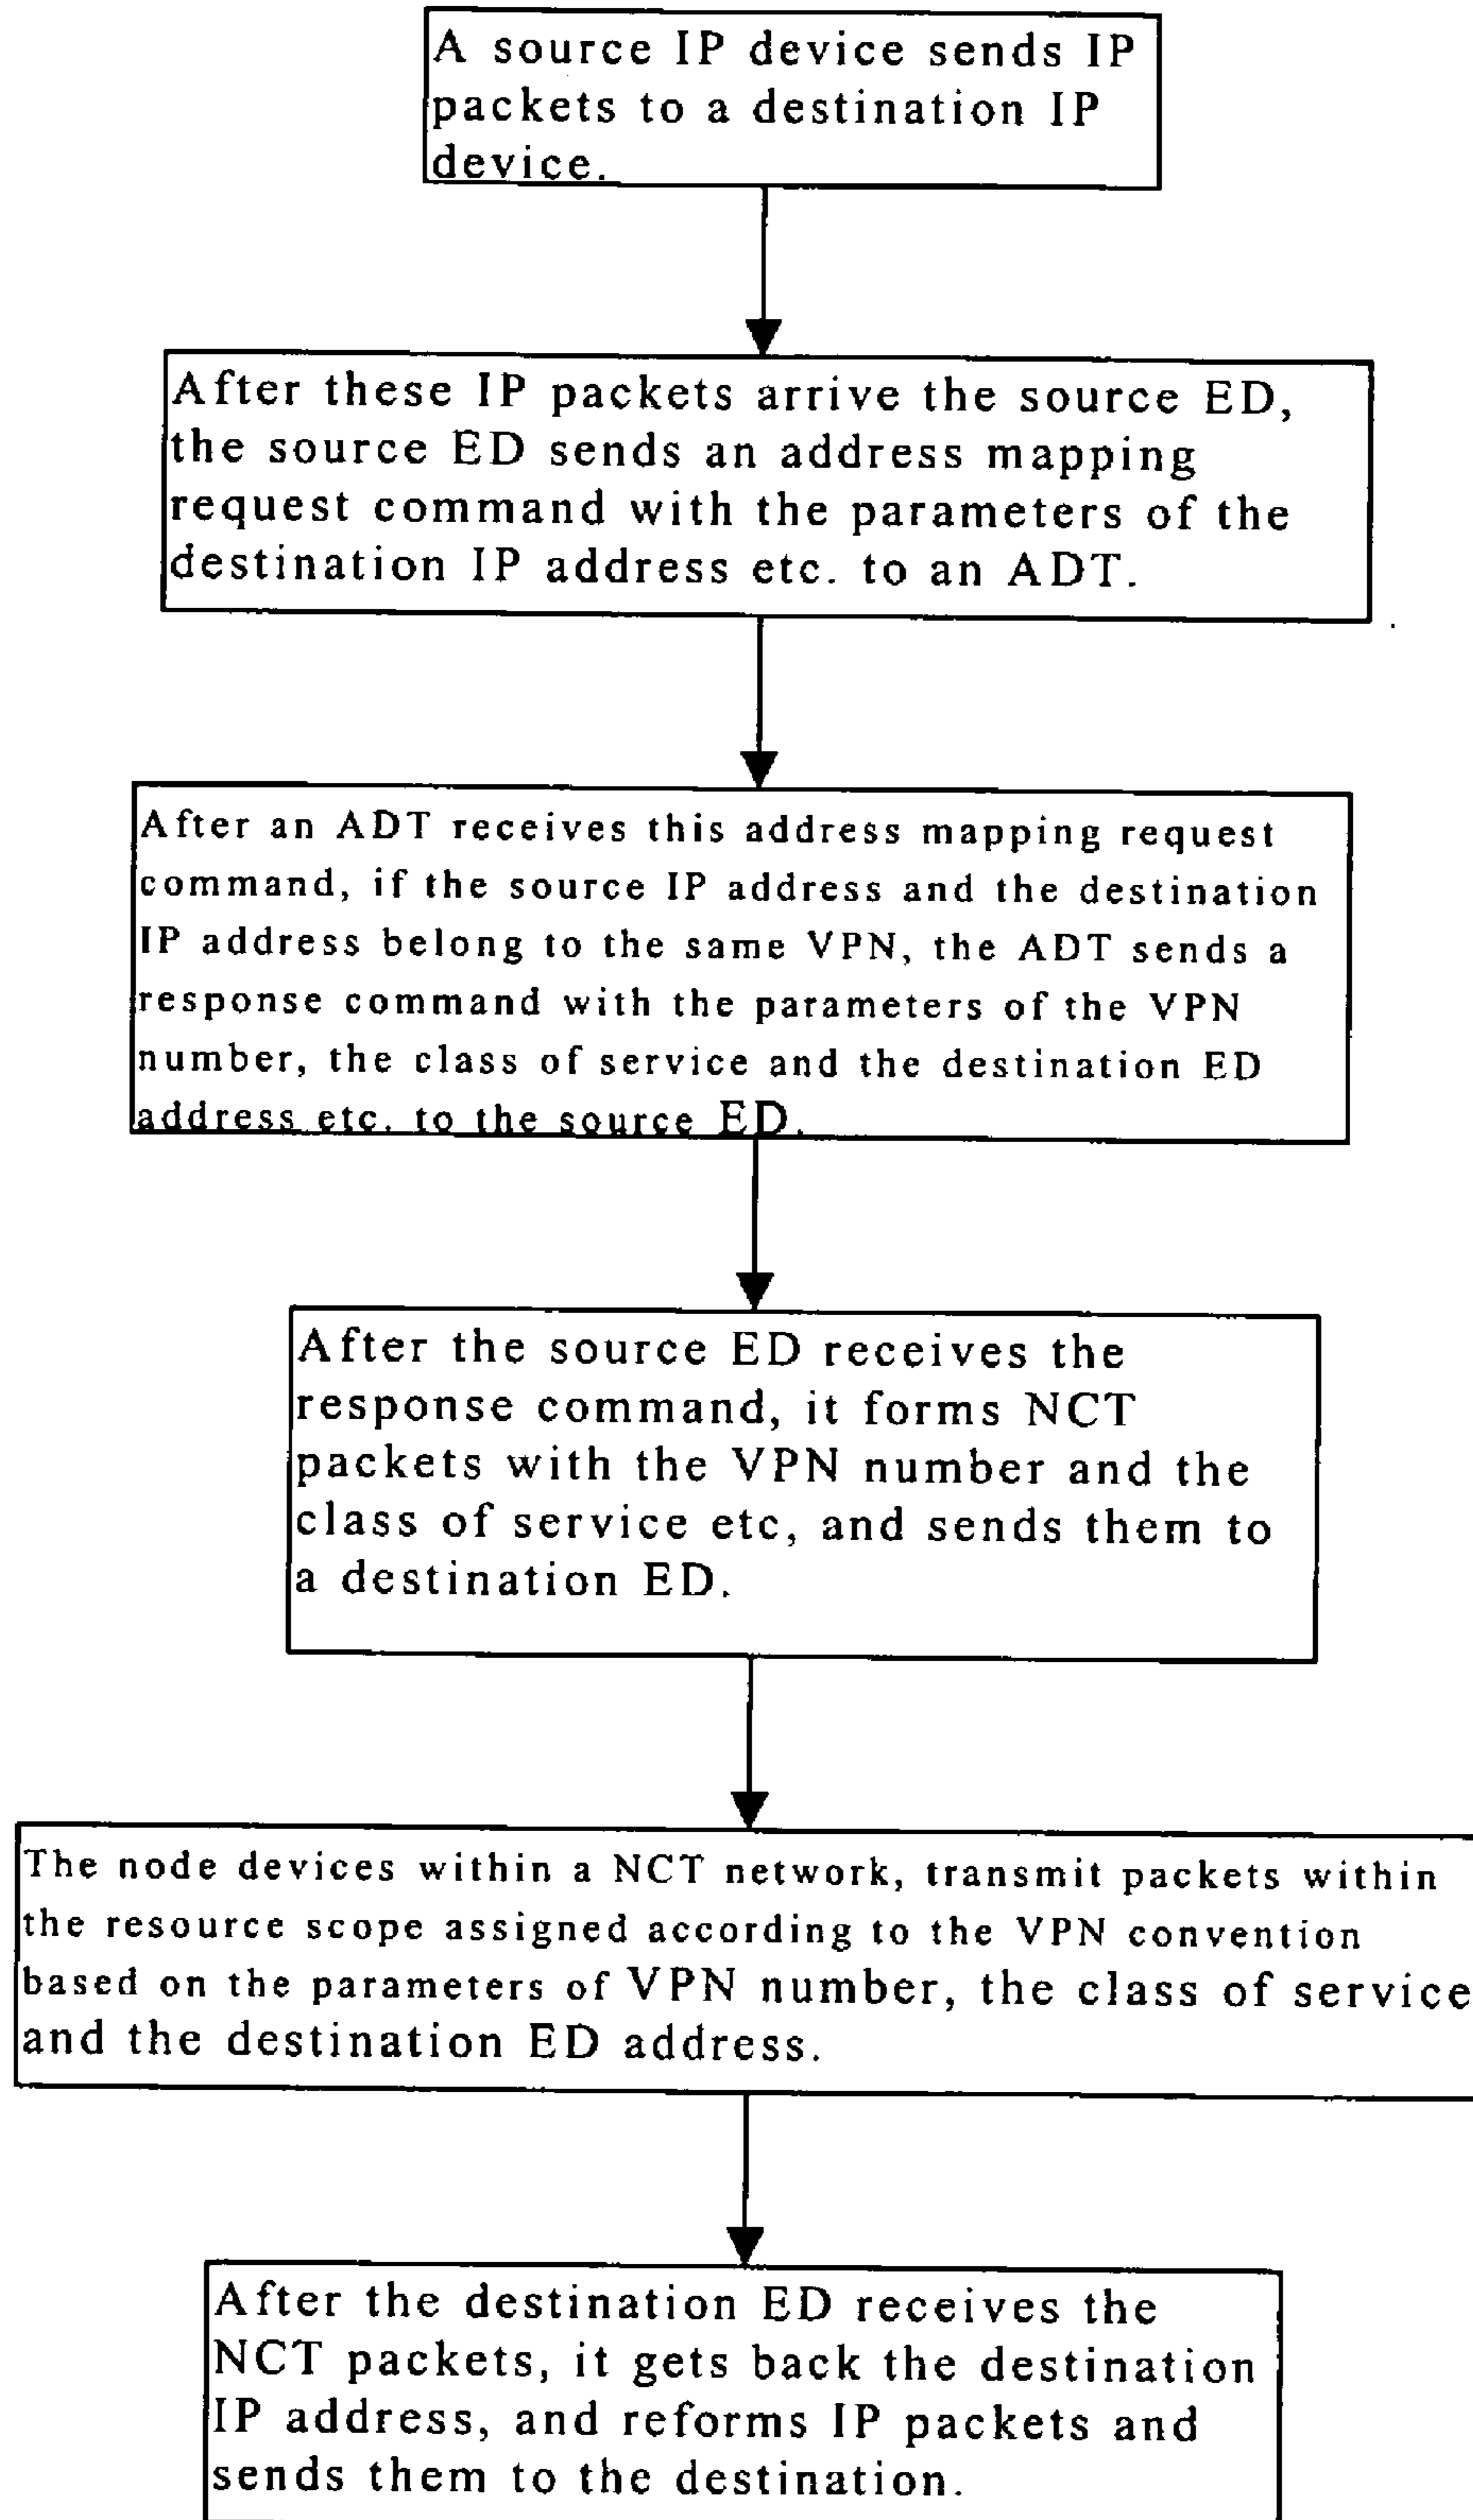 A source IP device sends IP
packets to a destination IP
device.
After these IP packets arrive the source ED,
the source ED sends an address mapping
request command with the parameters of the
destination IP address etc. to an ADT.
After an ADT receives this address mapping request
command, if the source IP address and the destination
IP address belong to the same VPN, the ADT sends a
response command with the parameters of the VPN
number, the class of service and the destination ED
address etc. to the source ED.
After the source ED receives the
response command, it forms NCT
packets with the VPN number and the
class of service etc, and sends them to
a destination ED.
The node devices within a NCT network, transmit packets within
the resource scope assigned according to the VPN convention
based on the parameters of VPN number, the class of service
and the destination ED address.
After the destination ED receives the
NCT packets, it gets back the destination
IP address, and reforms IP packets and
sends them to the destination.